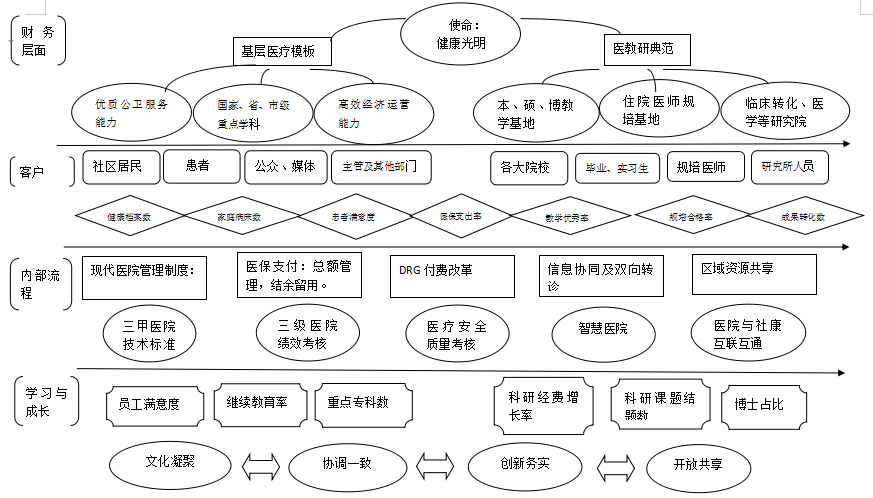 财务
层面
使命：
健康光明
基层医疗模板
医教研典范
优质公卫服务
能力
国家、省、市级
重点学科
高效经济运营
能力
本、硕、博教
学基地
住院医师规
培基地
临床转化、医
学等研究院
客户
社区居民
患者
公众、媒体
主管及其他部门
各大院校
毕业、实习生
规培医师
研究所人员
健康档案数
家庭病床数
患者满意度
医保支出率
教学优秀率
规培合格率
成果转化数
内部流
程
现代医院管理制度：
医保支付：总额管
理，结余留用。
DRG 付费改革
信息协同及双向转
诊
区域资源共享
三甲医院
技术标准
三级医院
绩效考核
医疗安全
质量考核
智慧医院
医院与社康
互联互通
学习与
成长
员工满意度
继续教育率
重点专科数
科研经费增
长率
科研课题结
题数
博士占比
文化凝聚
协调一致
创新务实
开放共享